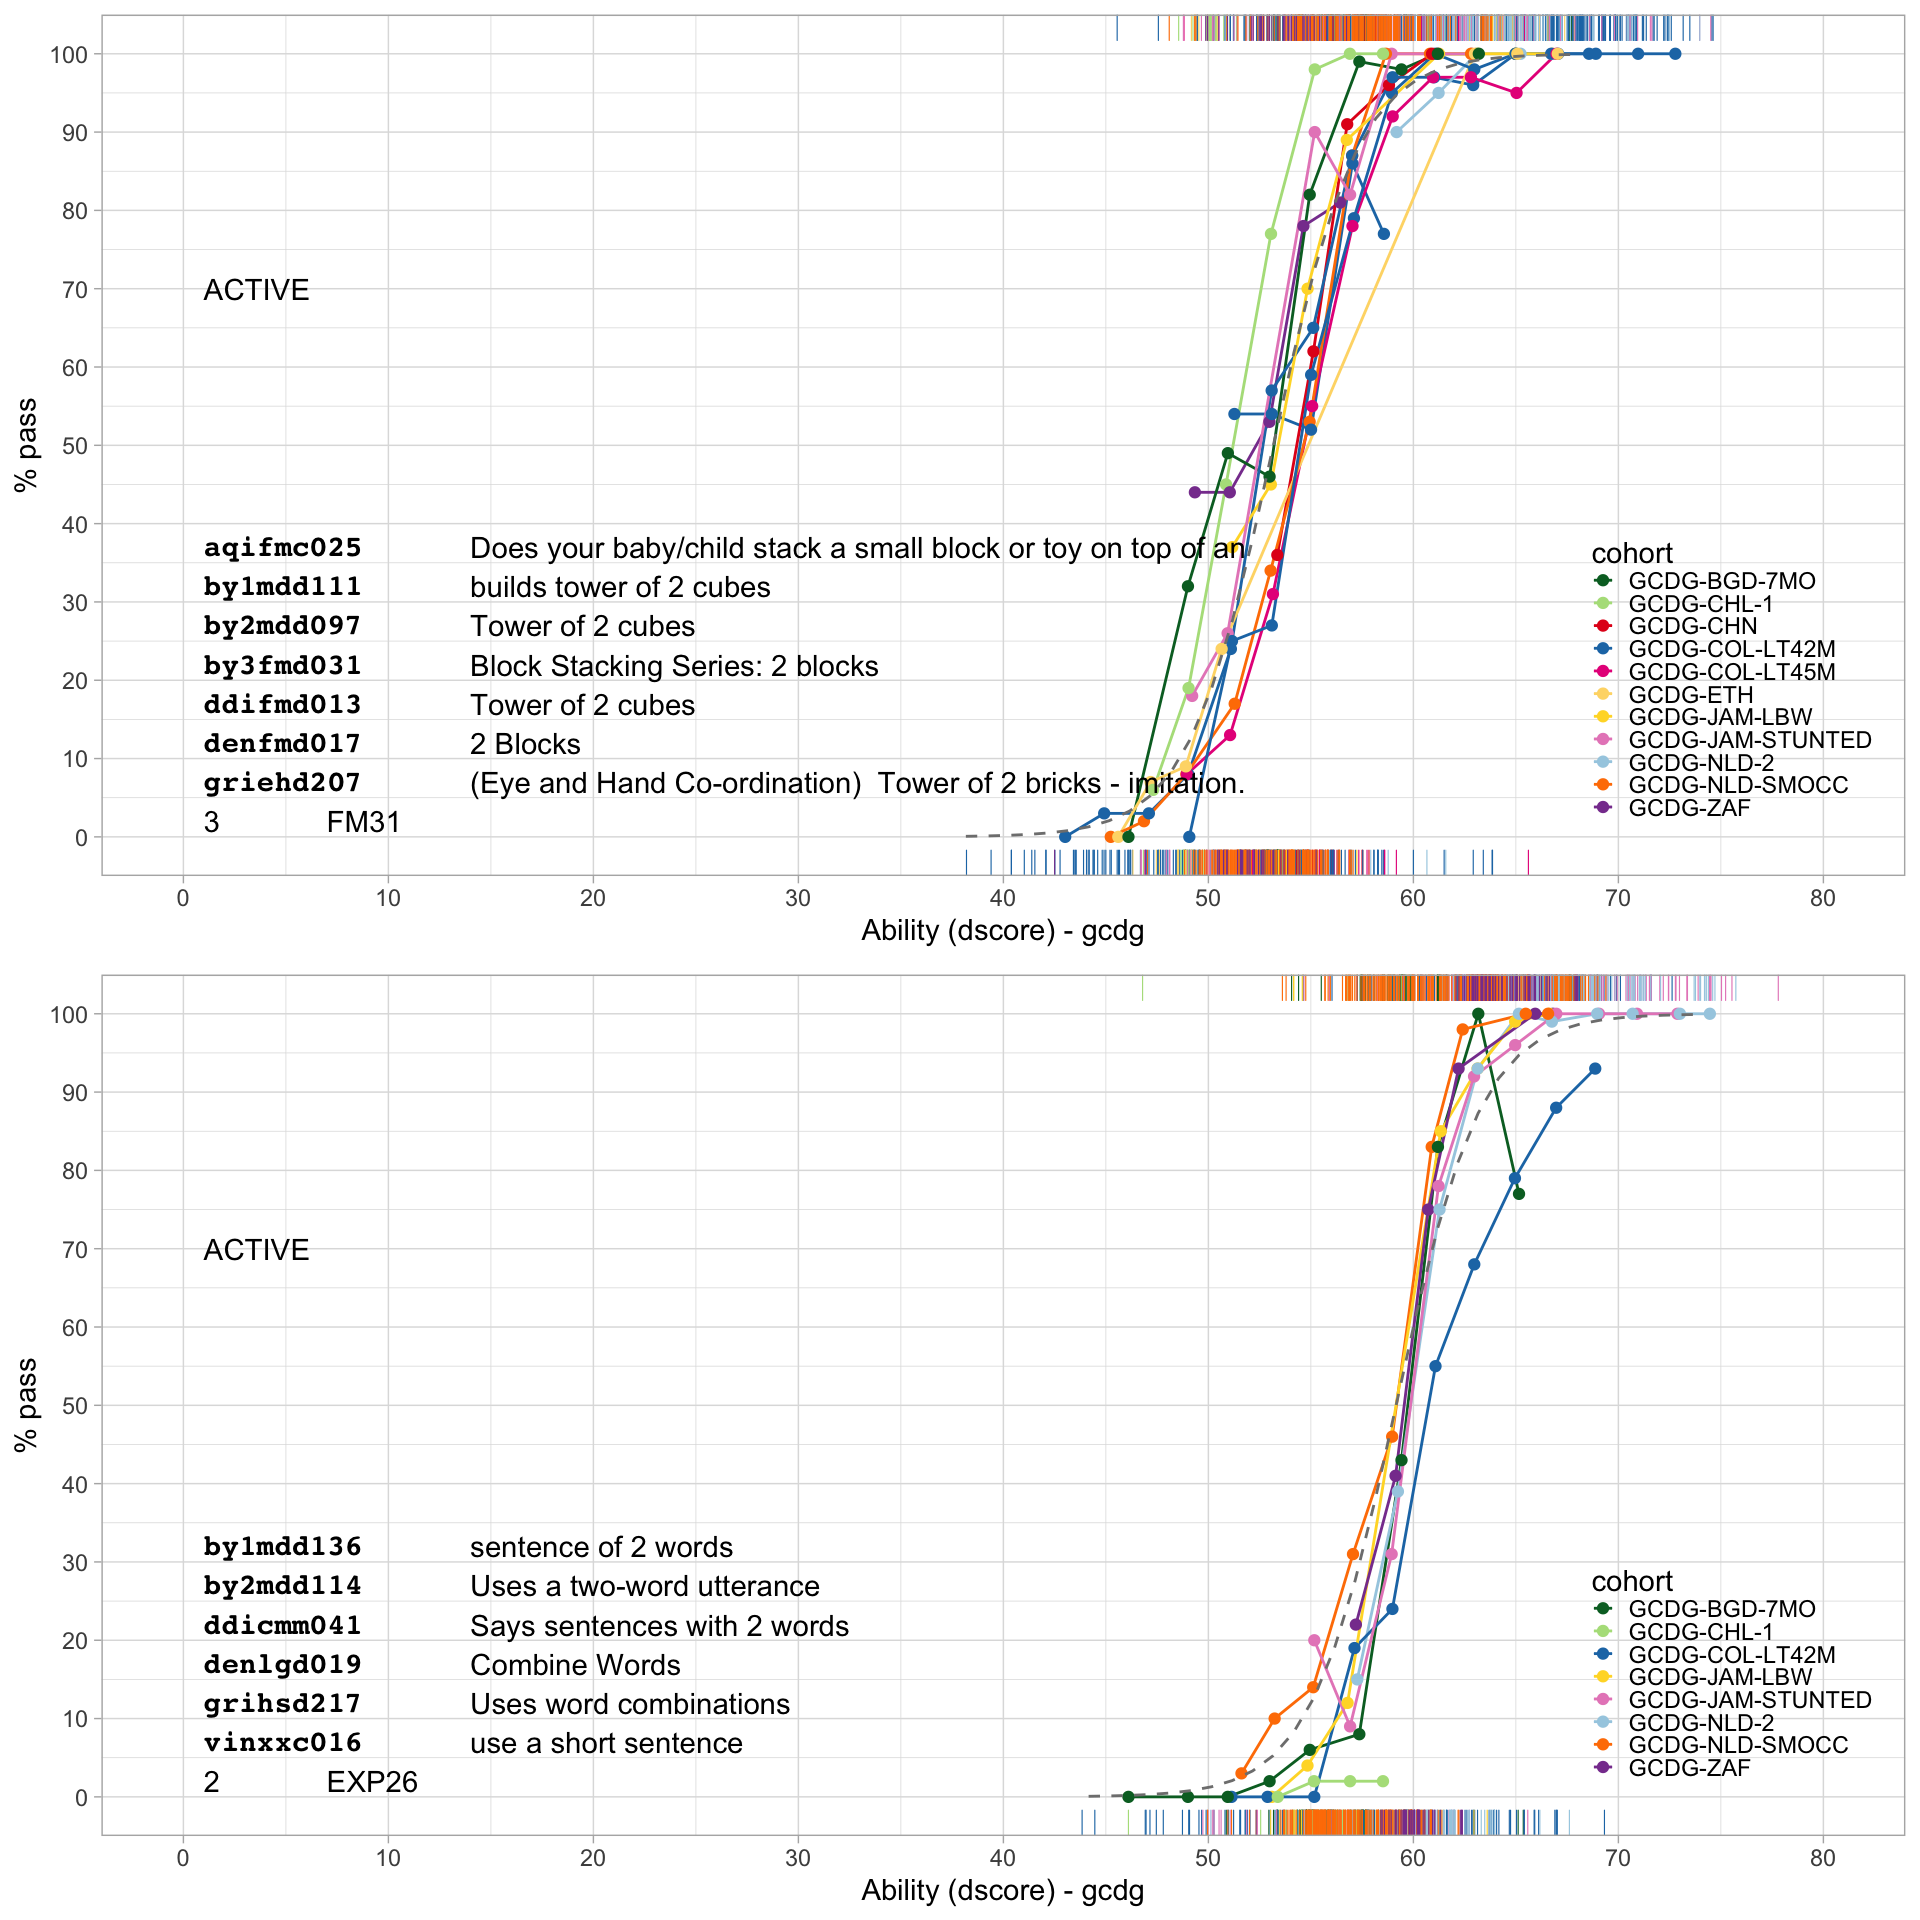 100
90
80
70
60
50
40
30
20
10
0
% pass
ACTIVE
aqifmc025 Does your baby/child stack a small block or toy on top of an
by1mdd111 builds tower of 2 cubes
by2mdd097 Tower of 2 cubes
by3fmd031 Block Stacking Series: 2 blocks
ddifmd013 Tower of 2 cubes
denfmd017 2 Blocks
griehd207 (Eye and Hand Co-ordination)  Tower of 2 bricks - imitation.
3 FM31
cohort
GCDG-BGD-7MO
GCDG-CHL-1
GCDG-CHN
GCDG-COL-LT42M
GCDG-COL-LT45M
GCDG-ETH
GCDG-JAM-LBW
GCDG-JAM-STUNTED
GCDG-NLD-2
GCDG-NLD-SMOCC
GCDG-ZAF
0 10 20 30 40 50 60 70 80
Ability (dscore) - gcdg
100
90
80
70
60
50
40
30
20
10
0
% pass
ACTIVE
by1mdd136 sentence of 2 words
by2mdd114 Uses a two-word utterance
ddicmm041 Says sentences with 2 words
denlgd019 Combine Words
grihsd217 Uses word combinations
vinxxc016 use a short sentence
2 EXP26
cohort
GCDG-BGD-7MO
GCDG-CHL-1
GCDG-COL-LT42M
GCDG-JAM-LBW
GCDG-JAM-STUNTED
GCDG-NLD-2
GCDG-NLD-SMOCC
GCDG-ZAF
0 10 20 30 40 50 60 70 80
Ability (dscore) - gcdg